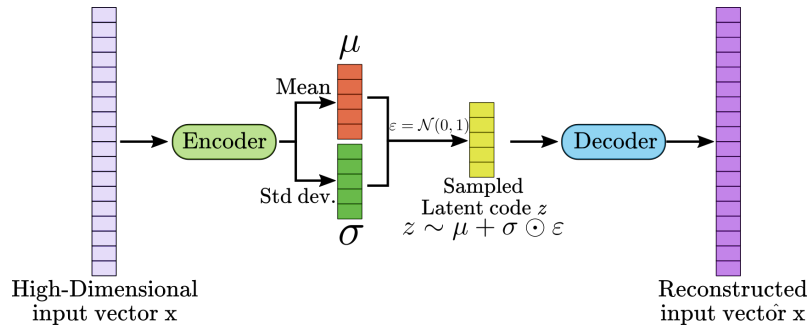 μ
Mean
Encoder
Std dev.
σ
ε = 𝒩(0,1)
Sampled
Latent code z
z ∼ μ + σ ⊙ ε
Decoder
High-Dimensional
input vector x
Reconstructed
input vector x̂